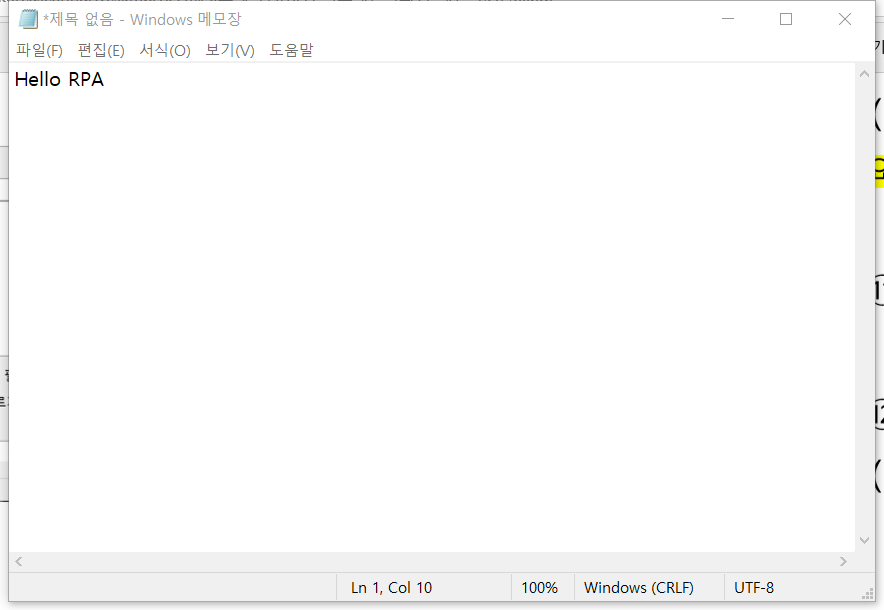 *제목 없음 - Windows 메모장
파일(F) 편집(E) 서식(O) 보기(V) 도움말
Hello RPA
Ln 1, Col 10 100% Windows (CRLF) UTF-8